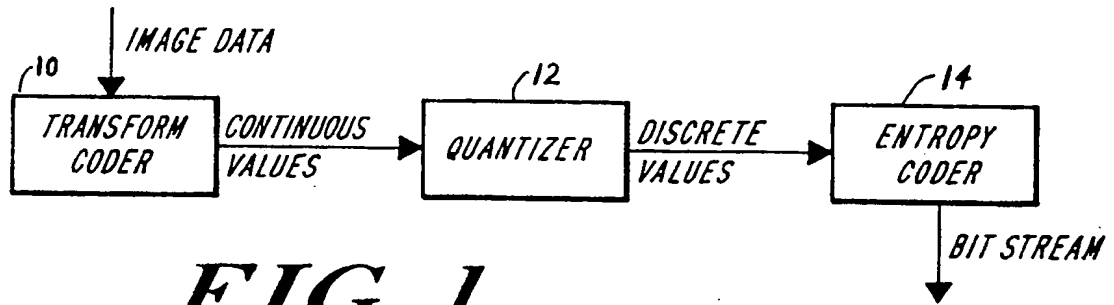 IMAGE DATA
10
TRANSFORM
CODER
CONTINUOUS
VALUES
12
QUANTIZER
DISCRETE
VALUES
14
ENTROPY
CODER
BIT STREAM
FIG. 1